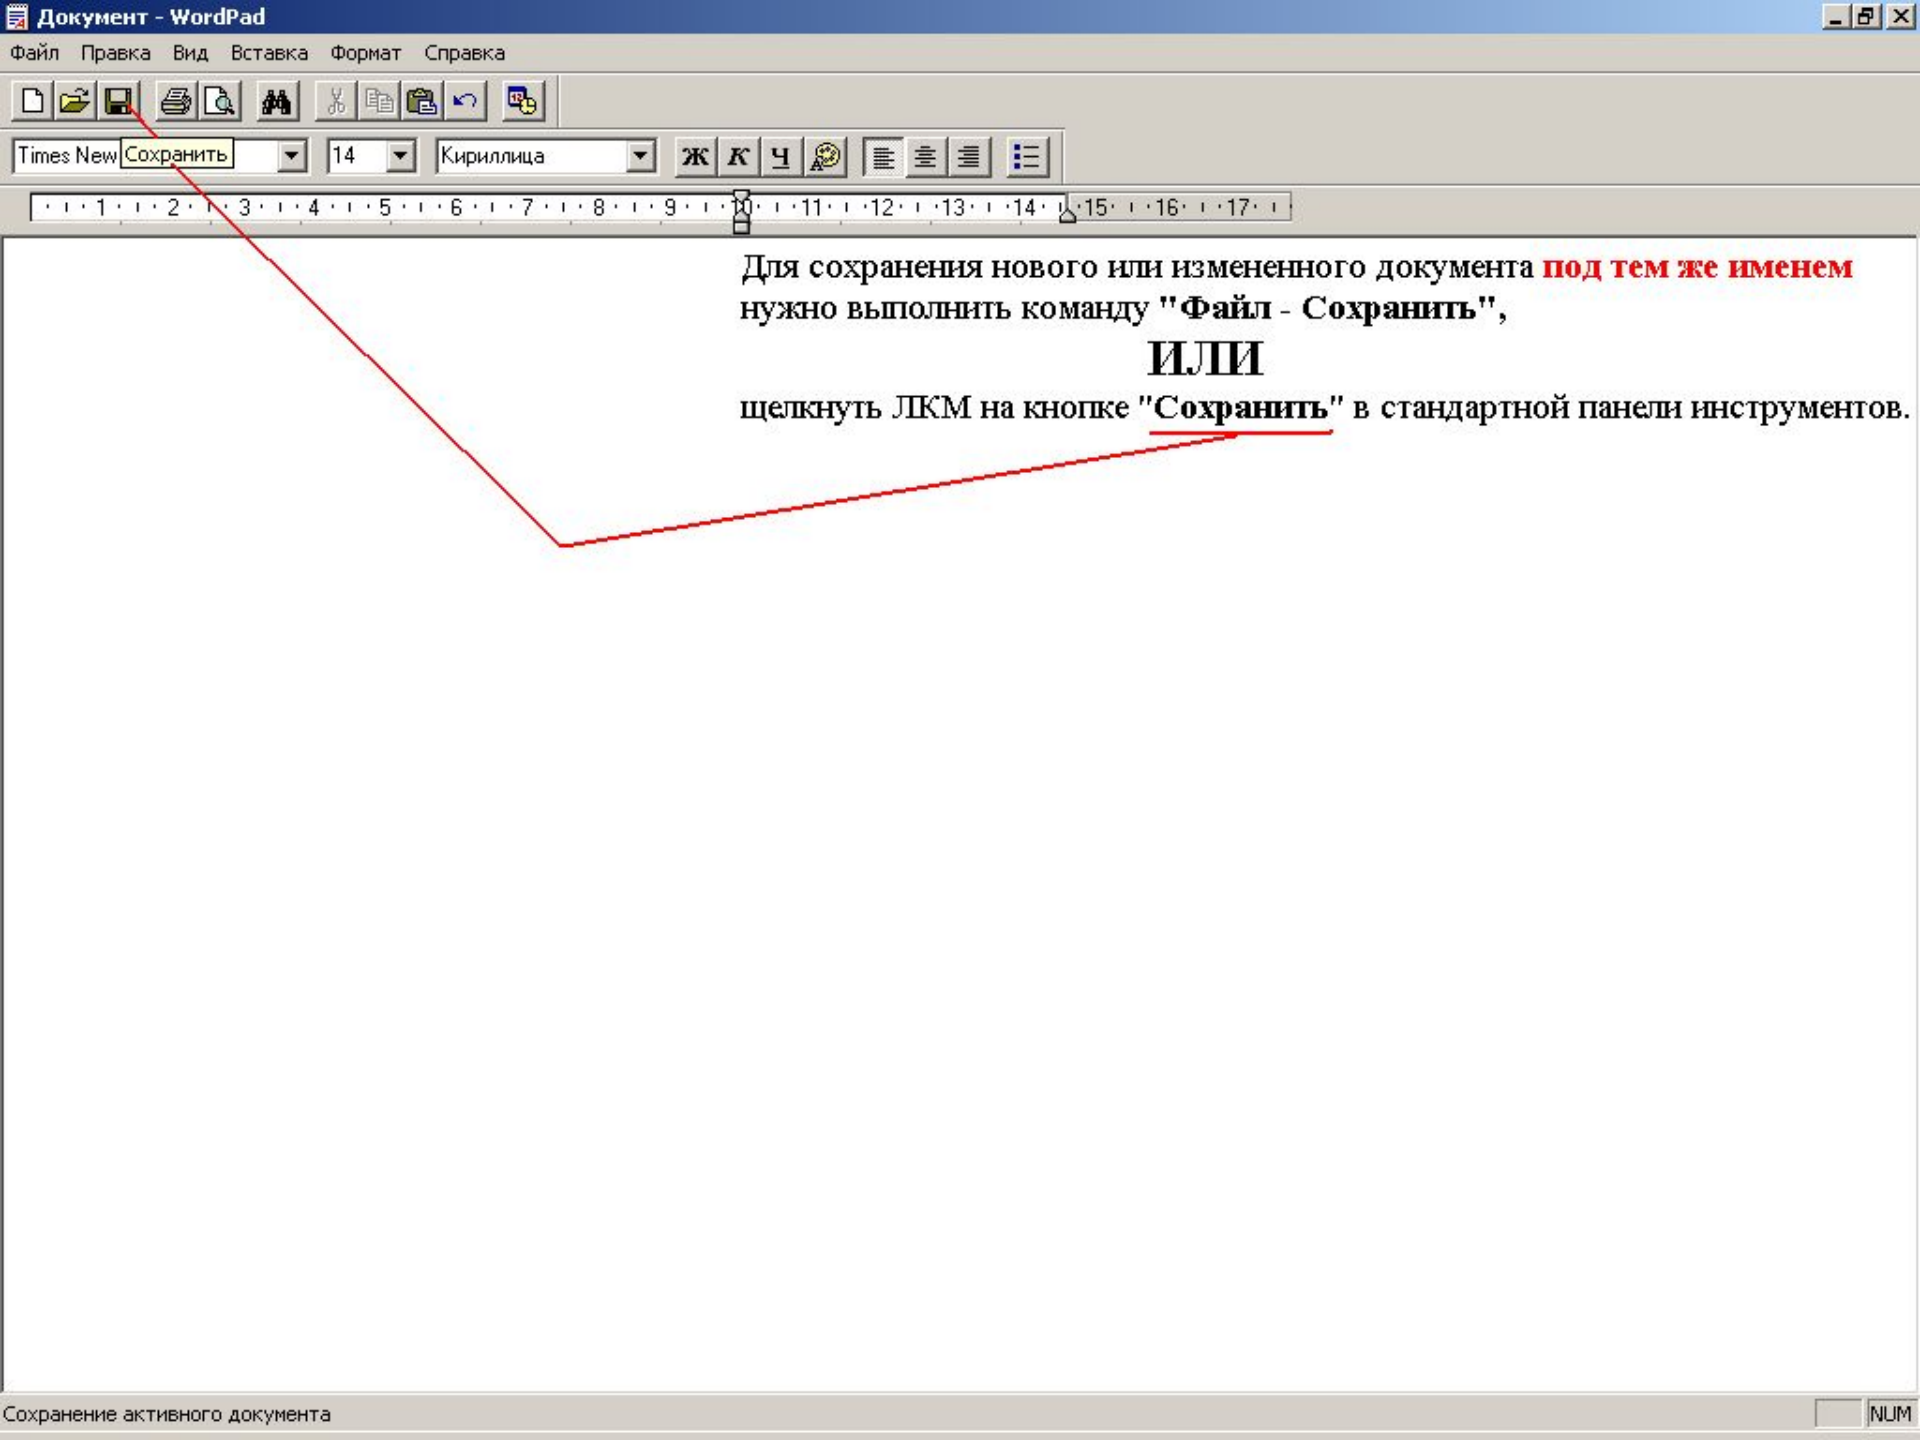 Документ - WordPad
Файл Правка Вид Вставка Формат Справка
Times New
Сохранить
14
Кириллица
Ж К Ч
1 2 3 4 5 6 7 8 9 10 11 12 13 14 15 16 17
Для сохранения нового или измененного документа под тем же именем
нужно выполнить команду "Файл - Сохранить",
ИЛИ
щелкнуть ЛКМ на кнопке "Сохранить" в стандартной панели инструментов.
Сохранение активного документа
NUM